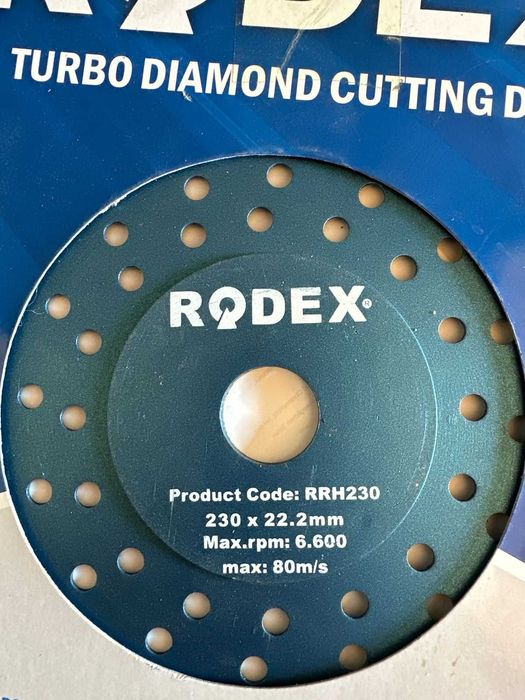 TURBO DIAMOND CUTTING
RODEX®
Product Code: RRH230
230 x 22.2mm
Max.rpm: 6.600
max: 80m/s